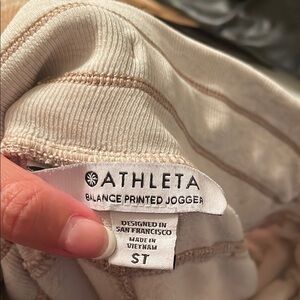 ATHLETA
BALANCE PRINTED JOGGER
DESIGNED IN
SAN FRANCISCO
MADE IN
VIETNAM
ST